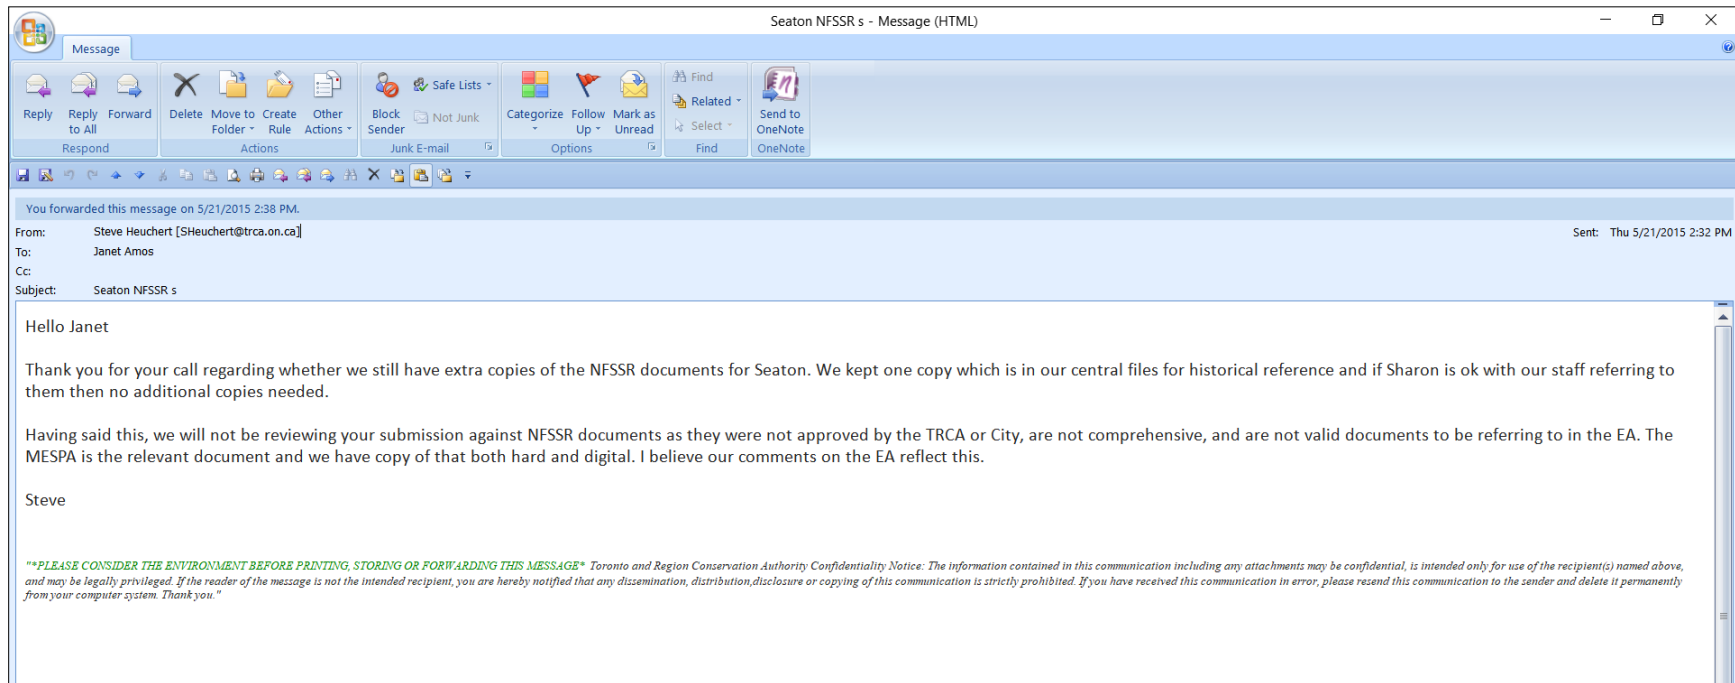 Seaton NFSSR s - Message (HTML)
Message
Reply
Reply to All
Forward
Respond
Delete
Move to Folder
Create Rule
Other Actions
Actions
Block Sender
Safe Lists
Not Junk
Junk E-mail
Categorize
Follow Up
Mark as Unread
Options
Find
Related
Select
Find
Send to OneNote
OneNote
You forwarded this message on 5/21/2015 2:38 PM.
From: Steve Heuchert [SHeuchert@trca.on.ca] Sent: Thu 5/21/2015 2:32 PM
To: Janet Amos
Cc:
Subject: Seaton NFSSR s
Hello Janet
Thank you for your call regarding whether we still have extra copies of the NFSSR documents for Seaton. We kept one copy which is in our central files for historical reference and if Sharon is ok with our staff referring to
them then no additional copies needed.
Having said this, we will not be reviewing your submission against NFSSR documents as they were not approved by the TRCA or City, are not comprehensive, and are not valid documents to be referring to in the EA. The
MESPA is the relevant document and we have copy of that both hard and digital. I believe our comments on the EA reflect this.
Steve
"*PLEASE CONSIDER THE ENVIRONMENT BEFORE PRINTING, STORING OR FORWARDING THIS MESSAGE* Toronto and Region Conservation Authority Confidentiality Notice: The information contained in this communication including any attachments may be confidential, is intended only for use of the recipient(s) named above,
and may be legally privileged. If the reader of the message is not the intended recipient, you are hereby notified that any dissemination, distribution,disclosure or copying of this communication is strictly prohibited. If you have received this communication in error, please resend this communication to the sender and delete it permanently
from your computer system. Thank you."